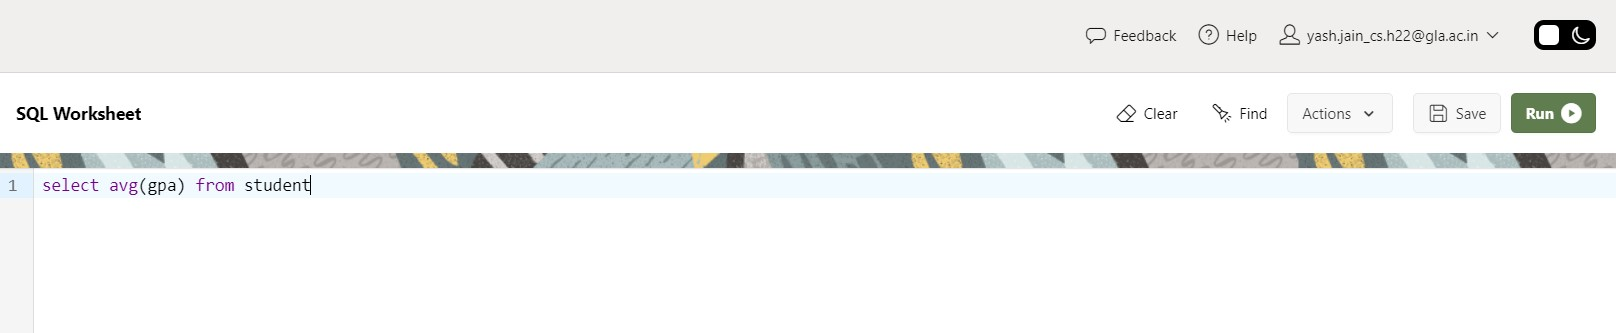 Feedback Help yash.jain_cs.h22@gla.ac.in
SQL Worksheet Clear Find Actions Save Run
1 select avg(gpa) from student